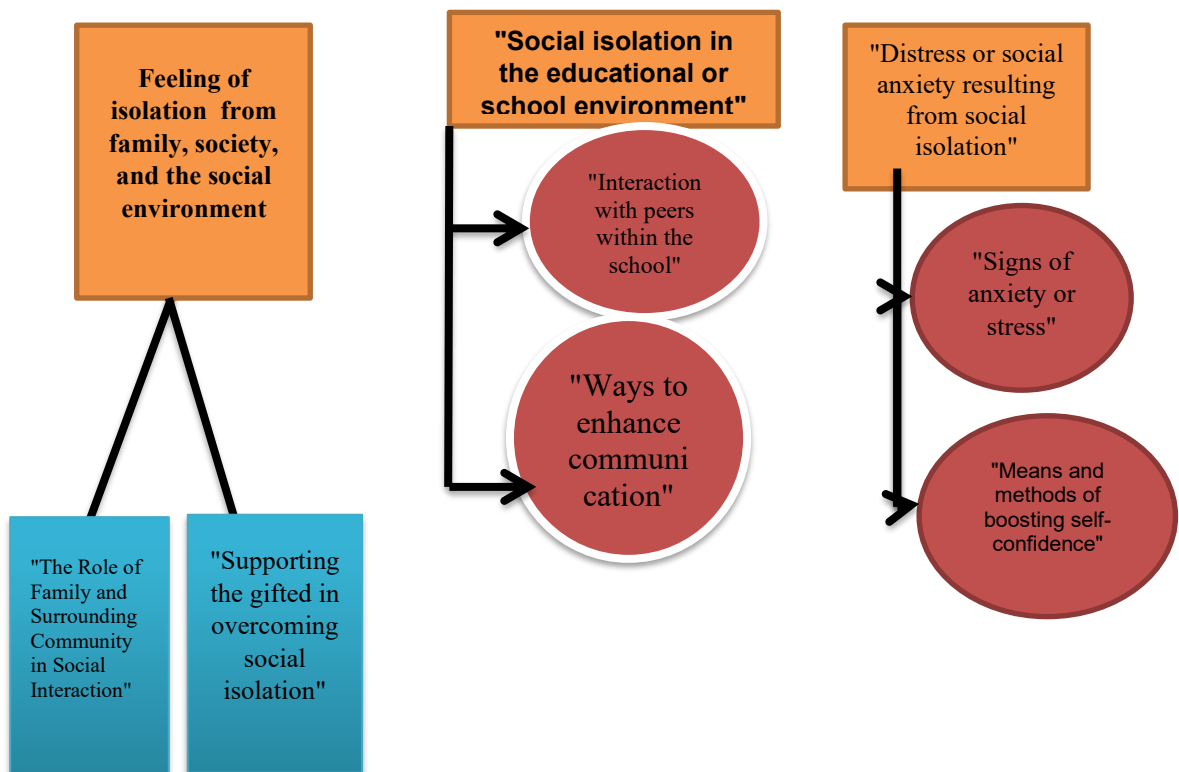 Feeling of
isolation from
family, society,
and the social
environment
"The Role of
Family and
Surrounding
Community
in Social
Interaction"
"Supporting
the gifted in
overcoming
social
isolation"
"Social isolation in
the educational or
school environment"
"Interaction
with peers
within the
school"
"Ways to
enhance
communi
cation"
"Distress or social
anxiety resulting
from social
isolation"
"Signs of
anxiety or
stress"
"Means and
methods of
boosting self-
confidence"